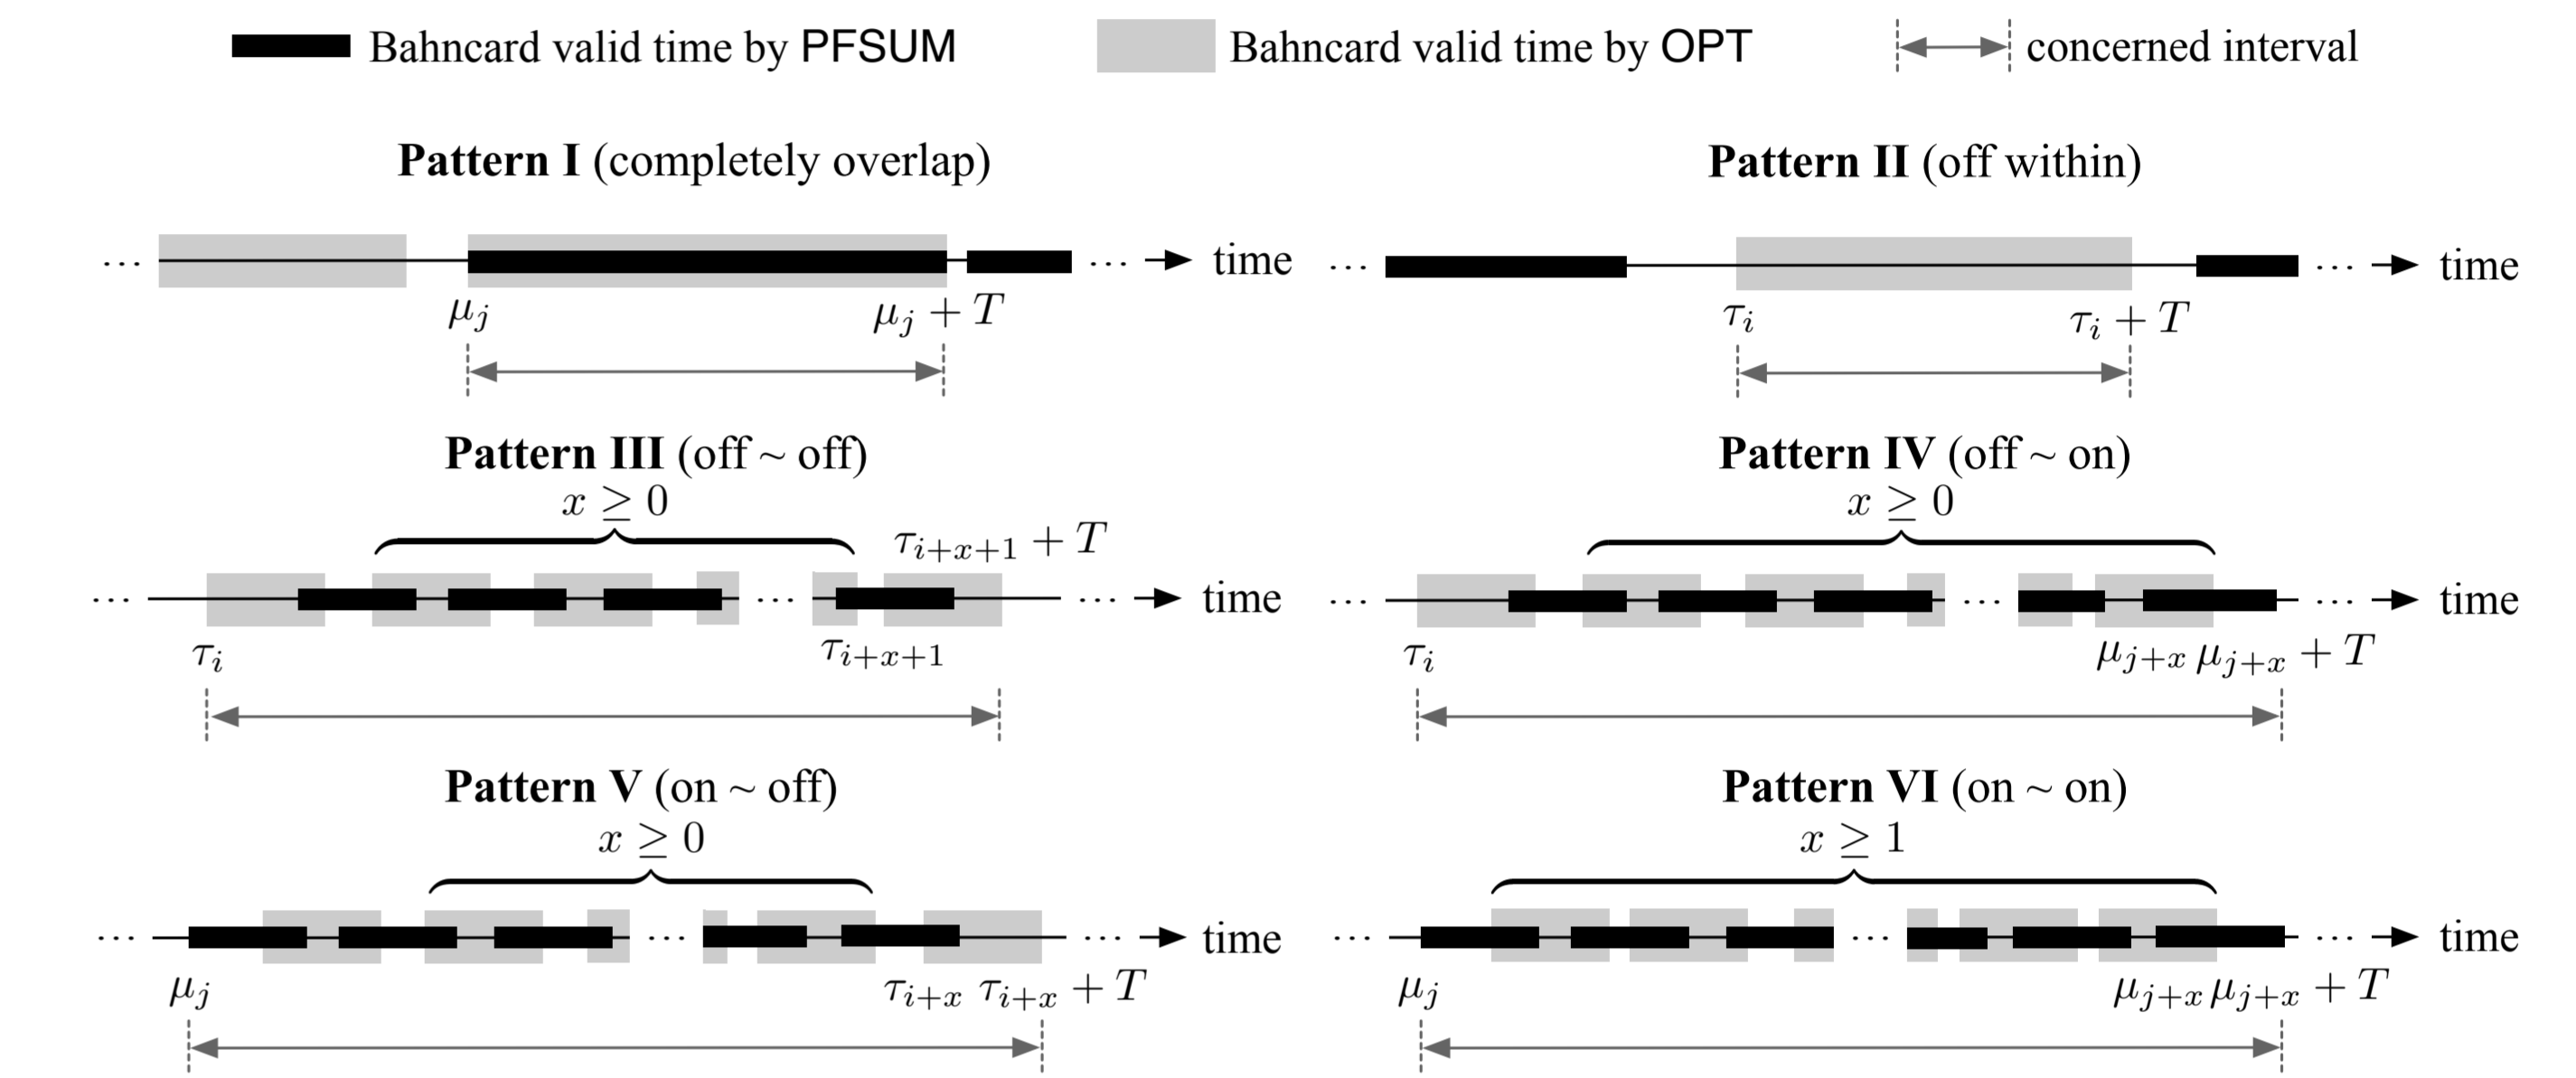 Bahncard valid time by PFSUM Bahncard valid time by OPT concerned interval
Pattern I (completely overlap) Pattern II (off within)
··· ··· time ··· ··· time
μ_j μ_j + T τ_i τ_i + T
Pattern III (off ~ off) Pattern IV (off ~ on)
x ≥ 0 x ≥ 0
τ_{i+x+1} + T
··· ··· ··· time ··· ··· ··· time
τ_i τ_{i+x+1} τ_i μ_{j+x} μ_{j+x} + T
Pattern V (on ~ off) Pattern VI (on ~ on)
x ≥ 0 x ≥ 1
··· ··· ··· time ··· ··· ··· time
μ_j τ_{i+x} τ_{i+x} + T μ_j μ_{j+x} μ_{j+x} + T